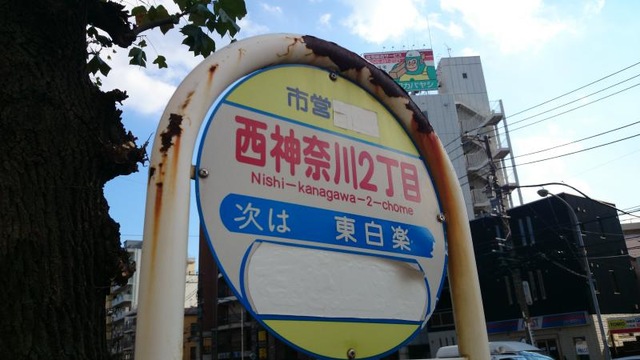 市営
西神奈川2丁目
Nishi-kanagawa-2-chome
次は 東白楽